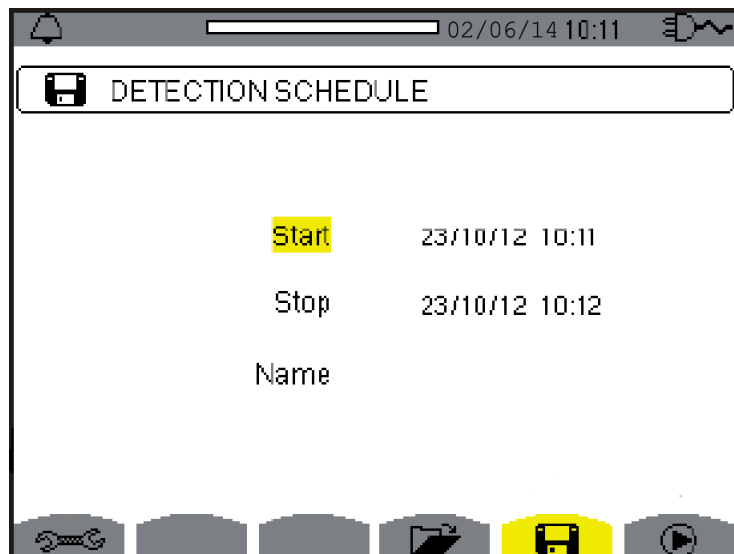 02/06/14 10:11
DETECTION SCHEDULE
Start 23/10/12 10:11
Stop 23/10/12 10:12
Name